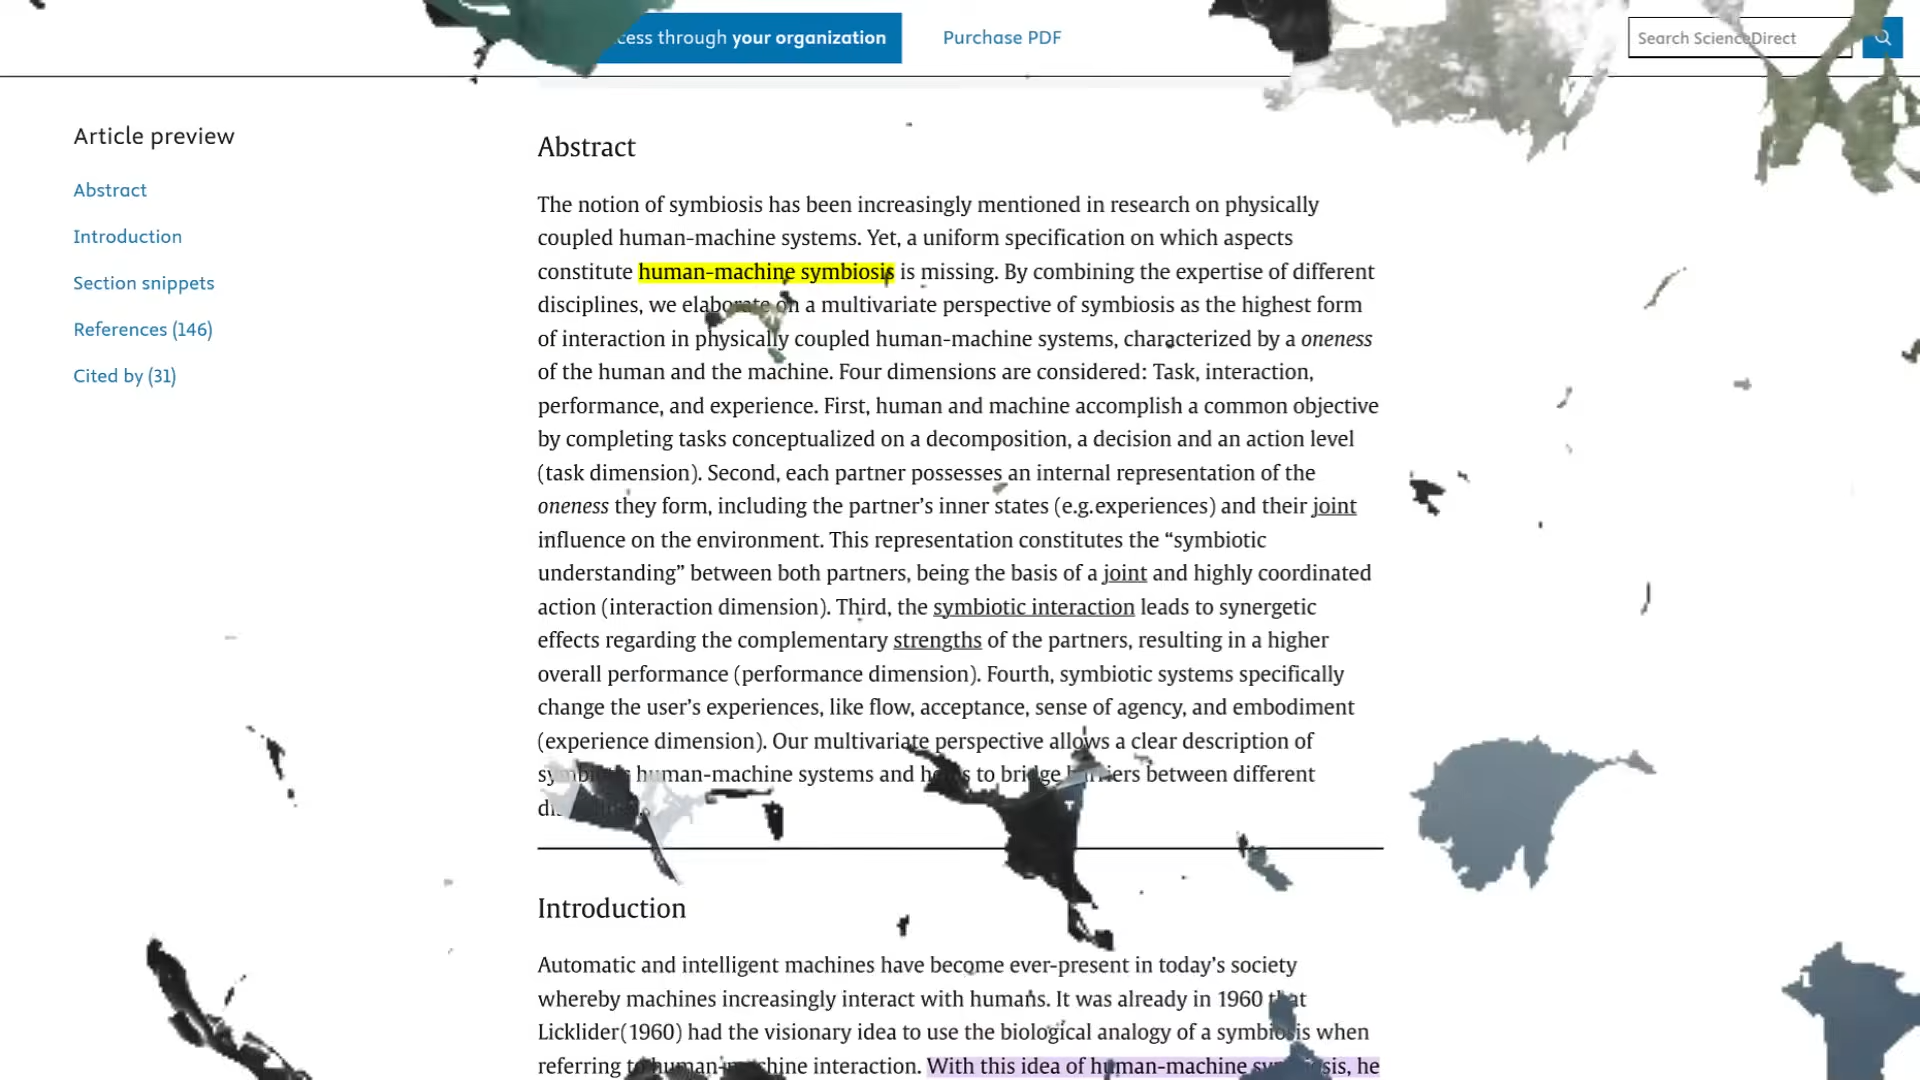 cess through your organization
Purchase PDF
Search ScienceDirect
Article preview
Abstract
Introduction
Section snippets
References (146)
Cited by (31)
Abstract
The notion of symbiosis has been increasingly mentioned in research on physically
coupled human-machine systems. Yet, a uniform specification on which aspects
constitute human-machine symbiosis is missing. By combining the expertise of different
disciplines, we elaborate on a multivariate perspective of symbiosis as the highest form
of interaction in physically coupled human-machine systems, characterized by a oneness
of the human and the machine. Four dimensions are considered: Task, interaction,
performance, and experience. First, human and machine accomplish a common objective
by completing tasks conceptualized on a decomposition, a decision and an action level
(task dimension). Second, each partner possesses an internal representation of the
oneness they form, including the partner’s inner states (e.g.experiences) and their joint
influence on the environment. This representation constitutes the “symbiotic
understanding” between both partners, being the basis of a joint and highly coordinated
action (interaction dimension). Third, the symbiotic interaction leads to synergetic
effects regarding the complementary strengths of the partners, resulting in a higher
overall performance (performance dimension). Fourth, symbiotic systems specifically
change the user’s experiences, like flow, acceptance, sense of agency, and embodiment
(experience dimension). Our multivariate perspective allows a clear description of
human-machine systems and to bridge barriers between different
Introduction
Automatic and intelligent machines have become ever-present in today’s society
whereby machines increasingly interact with humans. It was already in 1960 that
Licklider(1960) had the visionary idea to use the biological analogy of a symbiosis when
referring to human-machine interaction. With this idea of human-machine symbiosis, he